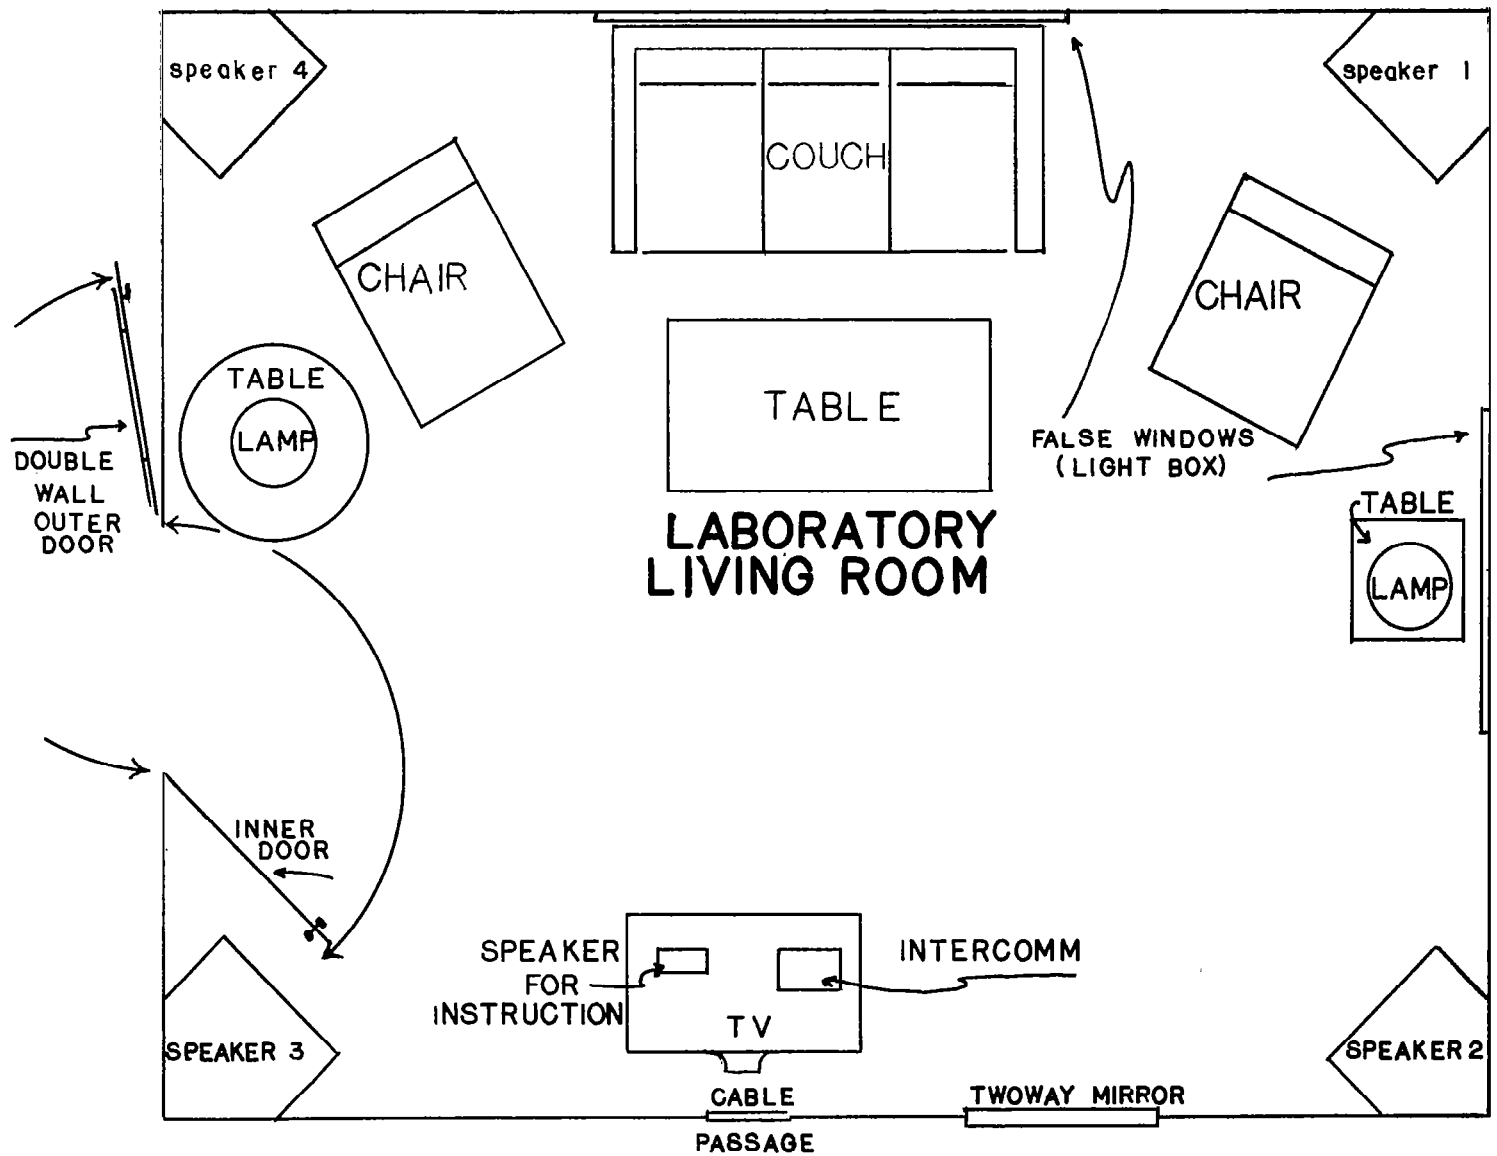 speaker 4
speaker 1
COUCH
CHAIR
CHAIR
TABLE
LAMP
TABLE
FALSE WINDOWS
(LIGHT BOX)
DOUBLE
WALL
OUTER
DOOR
TABLE
LAMP
LABORATORY
LIVING ROOM
INNER
DOOR
SPEAKER
FOR
INSTRUCTION
INTERCOMM
TV
SPEAKER 3
SPEAKER 2
CABLE
PASSAGE
TWOWAY MIRROR